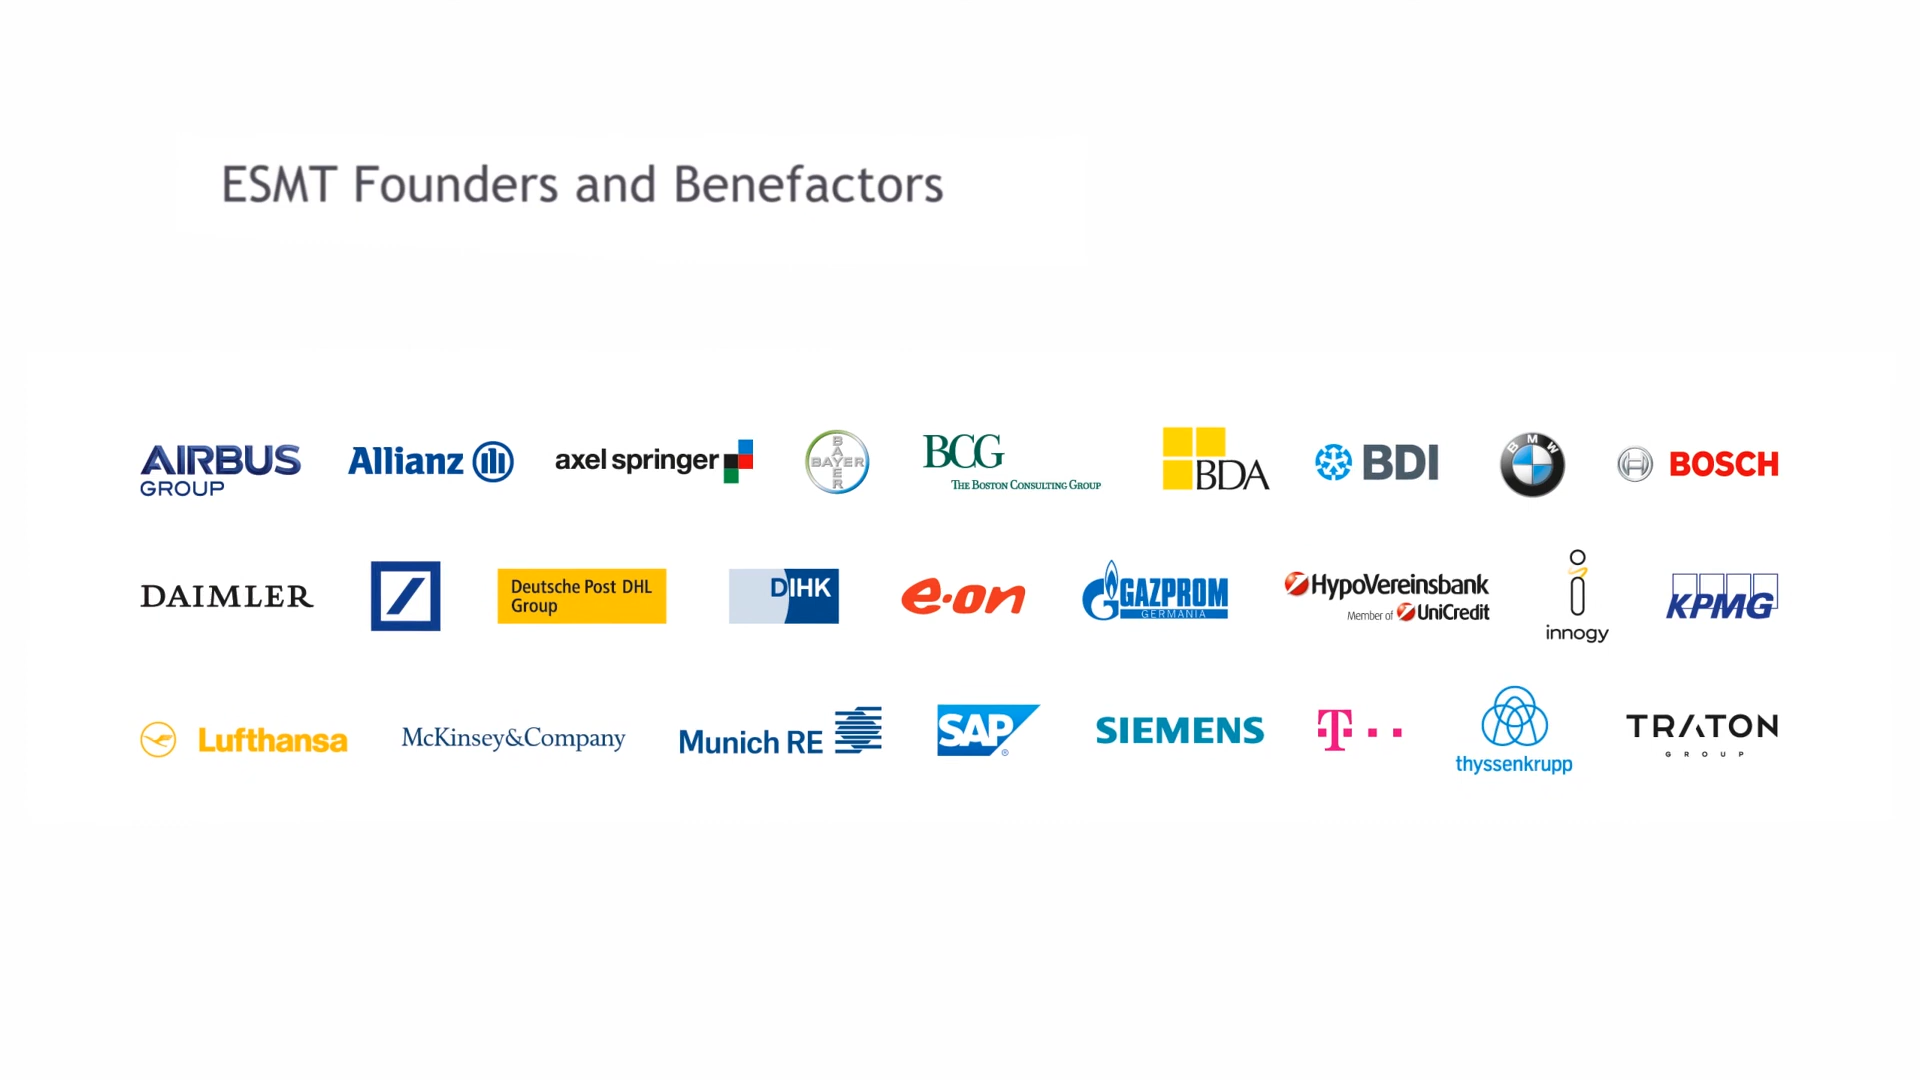 ESMT Founders and Benefactors
AIRBUS
GROUP
Allianz
axel springer
BAYER
BAYER
BCG
THE BOSTON CONSULTING GROUP
BDA
BDI
BMW
BOSCH
DAIMLER
Deutsche Post DHL
Group
DIHK
e·on
GAZPROM
GERMANIA
HypoVereinsbank
Member of UniCredit
innogy
KPMG
Lufthansa
McKinsey&Company
Munich RE
SAP®
SIEMENS
T
thyssenkrupp
TRATON
GROUP